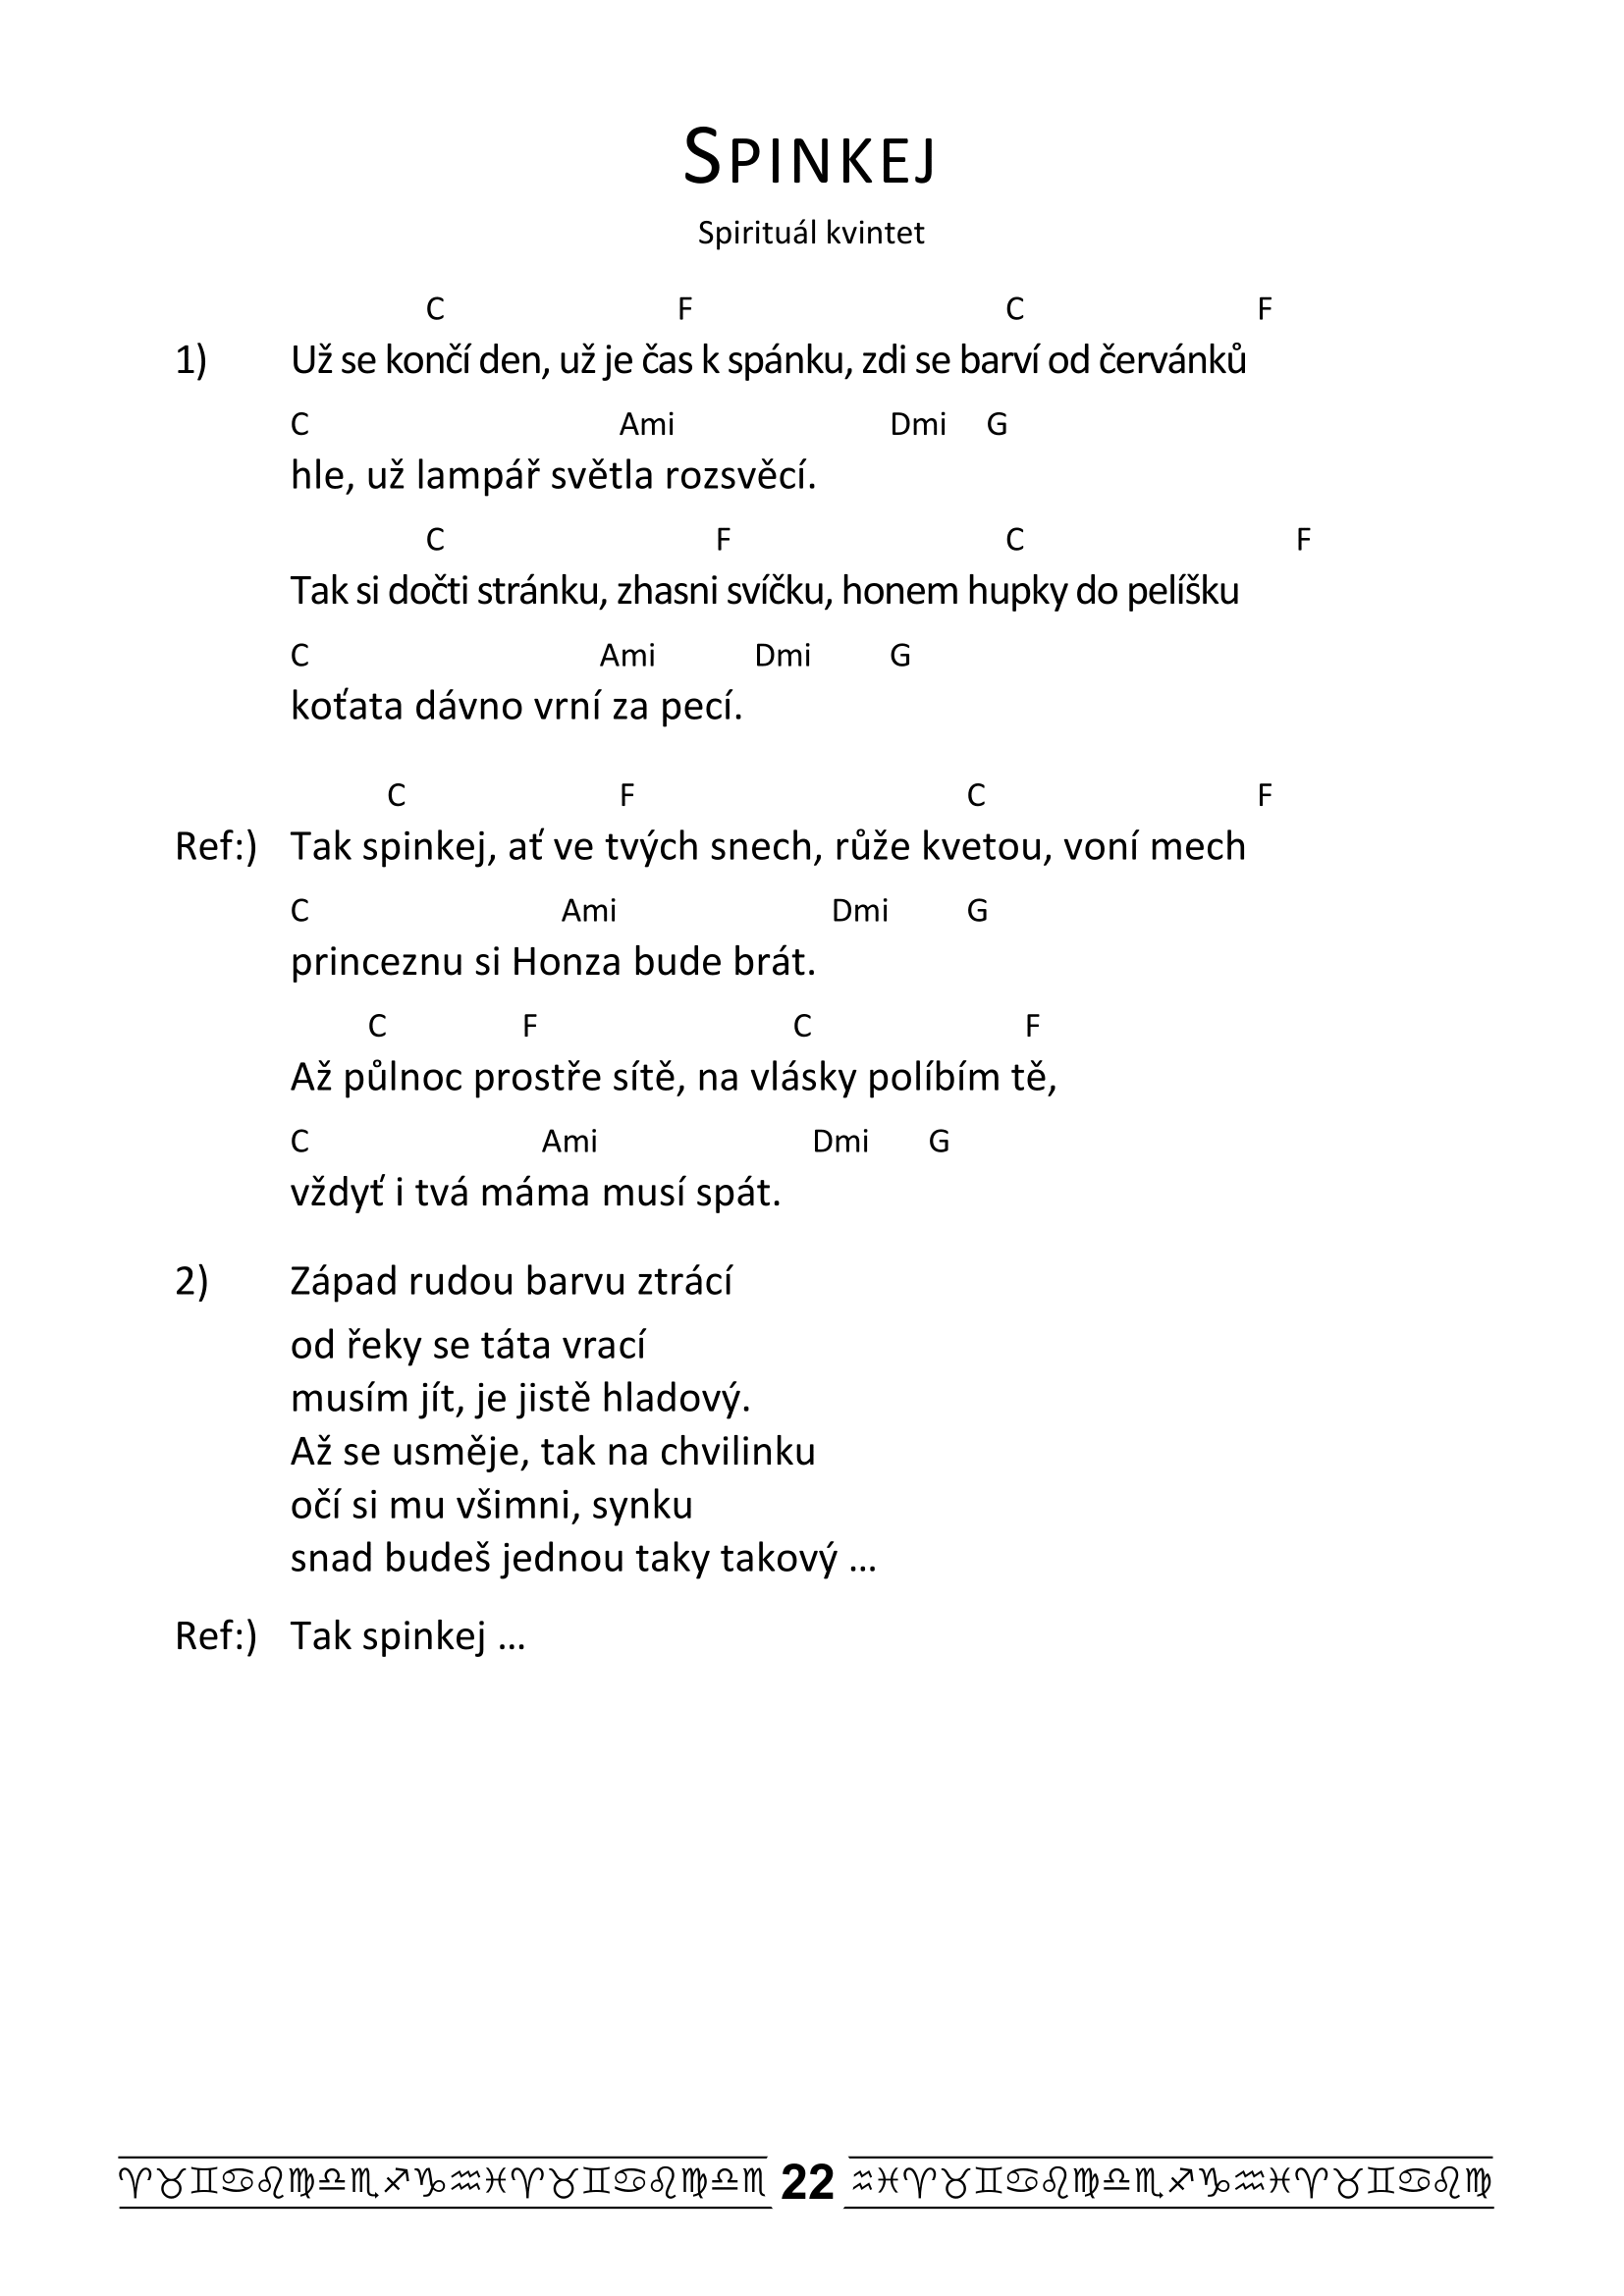 SPINKEJ
Spirituál kvintet
C F C F
1) Už se končí den, už je čas k spánku, zdi se barví od červánků
C Ami Dmi G
hle, už lampář světla rozsvěcí.
C F C F
Tak si dočti stránku, zhasni svíčku, honem hupky do pelíšku
C Ami Dmi G
koťata dávno vrní za pecí.
C F C F
Ref:) Tak spinkej, ať ve tvých snech, růže kvetou, voní mech
C Ami Dmi G
princeznu si Honza bude brát.
C F C F
Až půlnoc prostře sítě, na vlásky políbím tě,
C Ami Dmi G
vždyť i tvá máma musí spát.
2) Západ rudou barvu ztrácí
od řeky se táta vrací
musím jít, je jistě hladový.
Až se usměje, tak na chvilinku
očí si mu všimni, synku
snad budeš jednou taky takový ...
Ref:) Tak spinkej ...
♈♉♊♋♌♍♎♏♐♑♒♓♈♉♊♋♌♍♎♏ 22 ♒♓♈♉♊♋♌♍♎♏♐♑♒♓♈♉♊♋♌♍